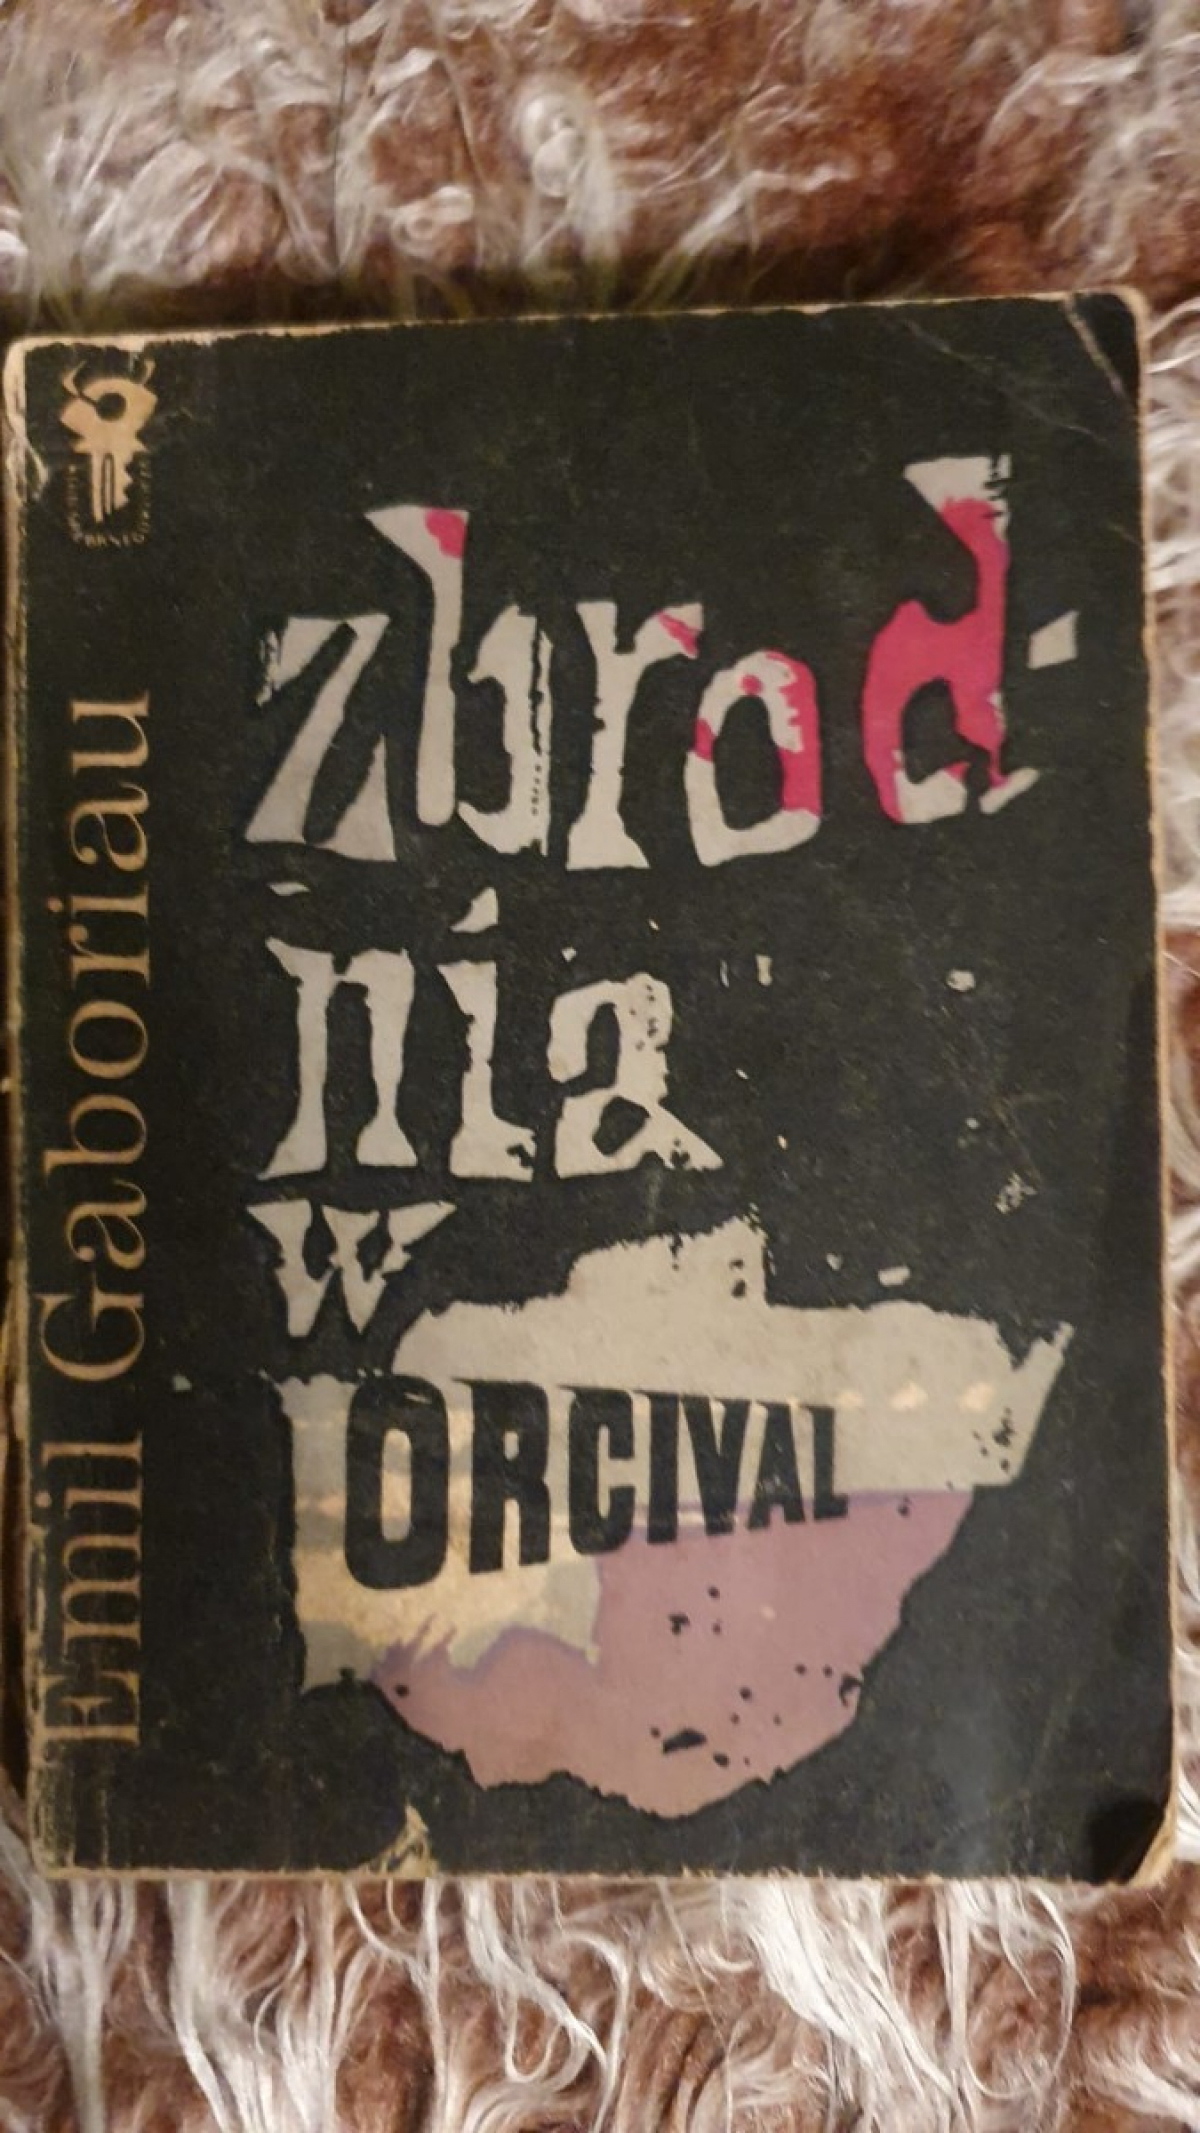 Emil Gaboriau
zbrod-
nia
w
ORCIVAL